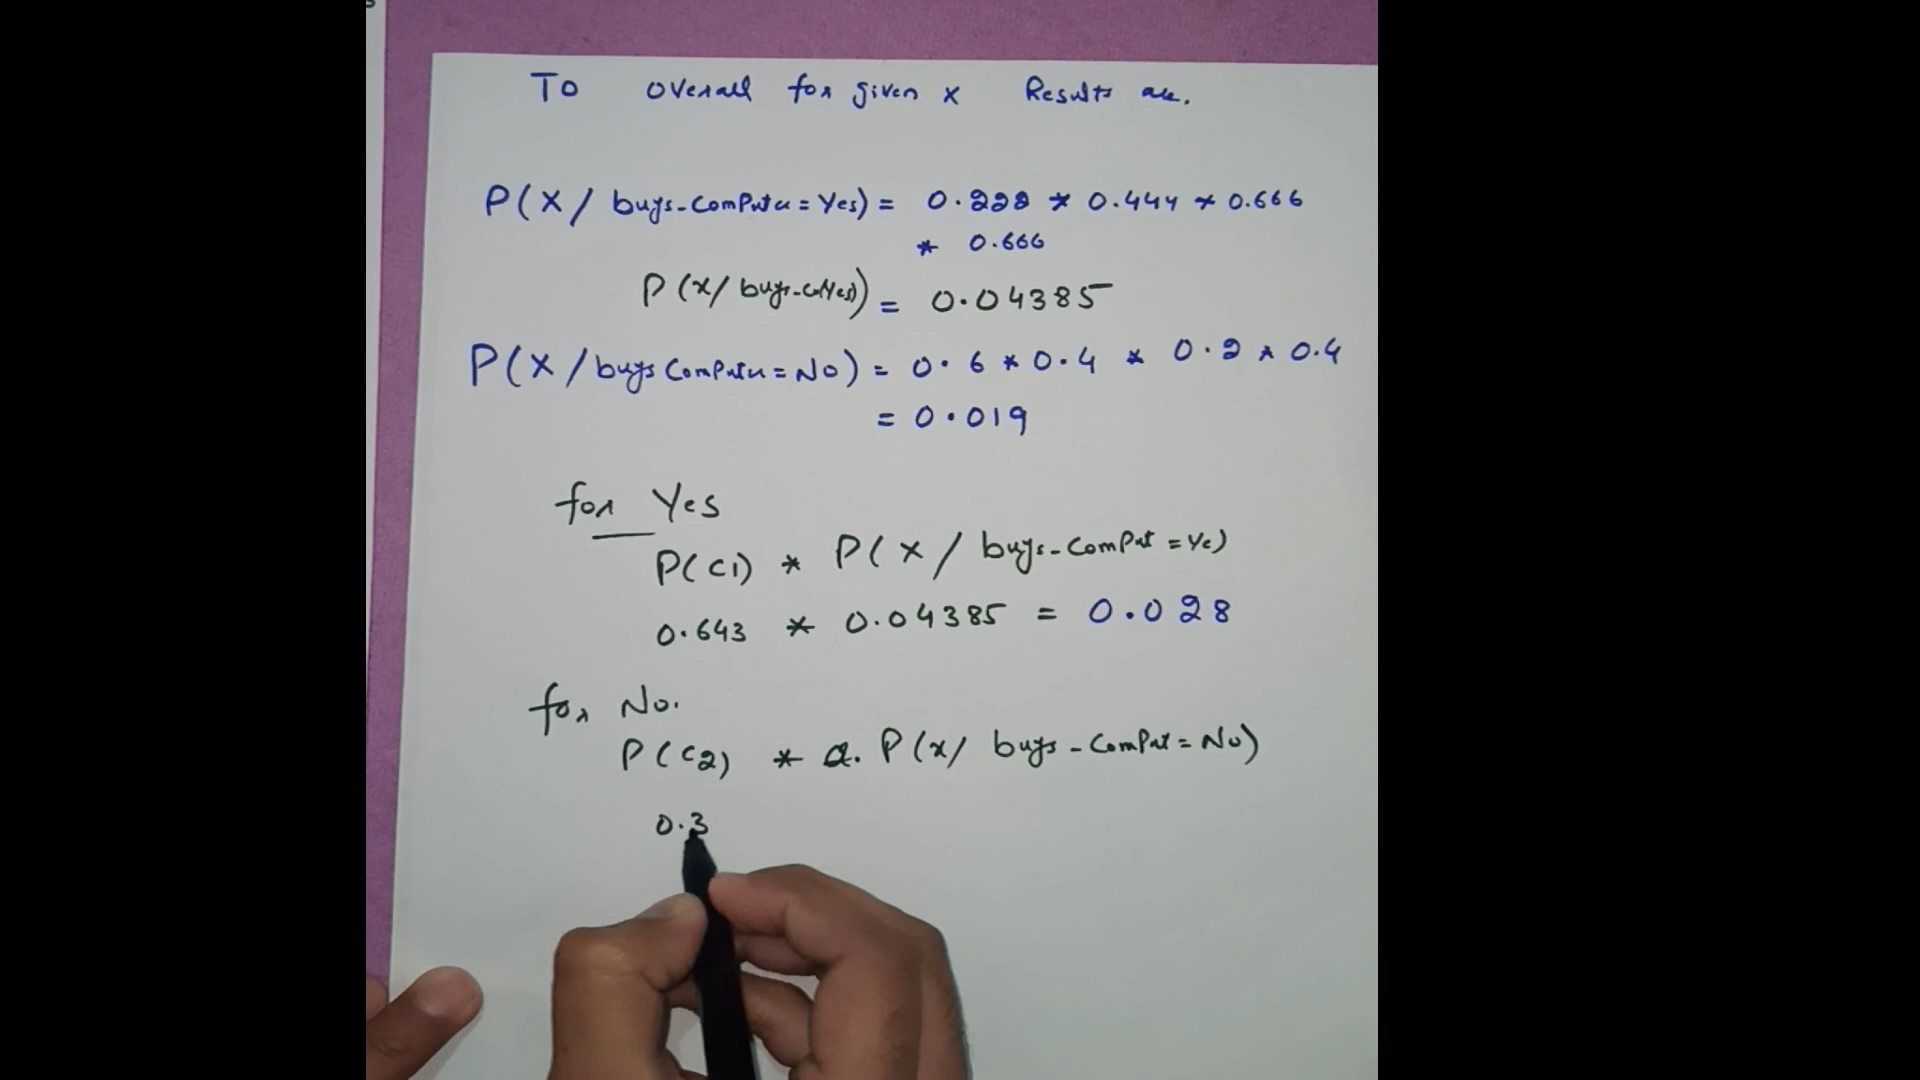 To overall for given x Results are.
P(X/ buys-computer = Yes) = 0.222 * 0.444 * 0.666
* 0.666
P(x/ buys-c(Yes)) = 0.04385
P(X/buys Computer = No) = 0.6 * 0.4 * 0.2 * 0.4
= 0.019
for Yes
P(C1) * P(X/ buys-Comput = Ye)
0.643 * 0.04385 = 0.028
for No.
P(C2) * P(x/ buys-Comput = No)
0.3